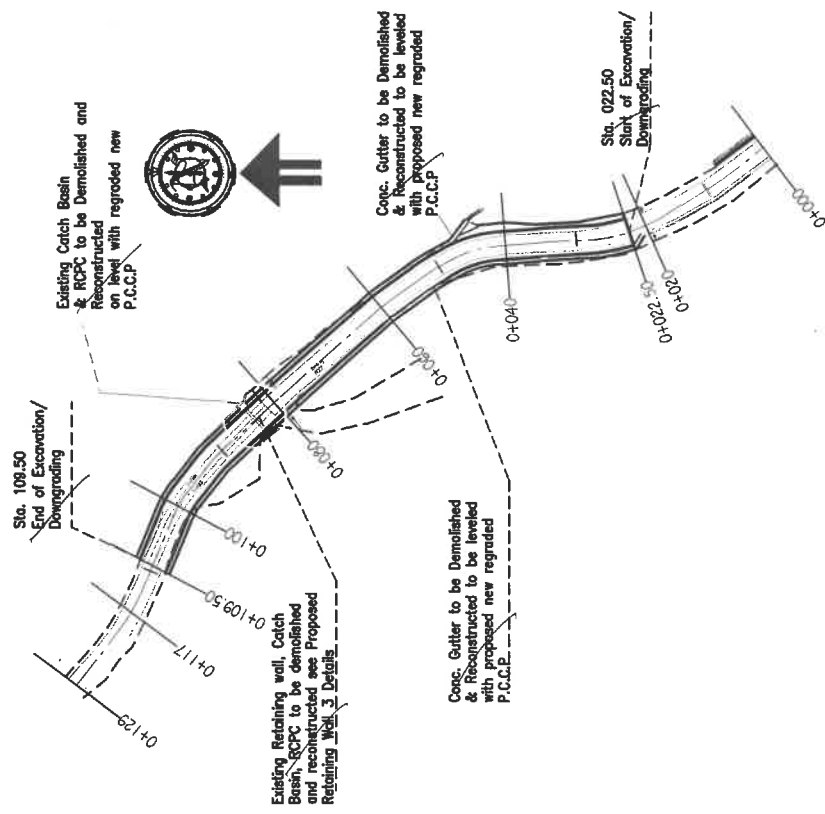 Sta. 109.50
End of Excavation/
Downgrading
Existing Catch Basin
& RCPC to be Demolished and
Reconstructed
on level with regraded new
P.C.C.P
Conc. Gutter to be Demolished
& Reconstructed to be leveled
with proposed new regraded
P.C.C.P
Sta. 022.50
Start of Excavation/
Downgrading
Existing Retaining wall, Catch
Basin, RCPC to be demolished
and reconstructed see Proposed
Retaining Wall 3 Details
Conc. Gutter to be Demolished
& Reconstructed to be leveled
with proposed new regraded
P.C.C.P
0+129
0+117
0+109.50
0+100
0+080
0+060
0+040
0+022.50
0+020
0+000